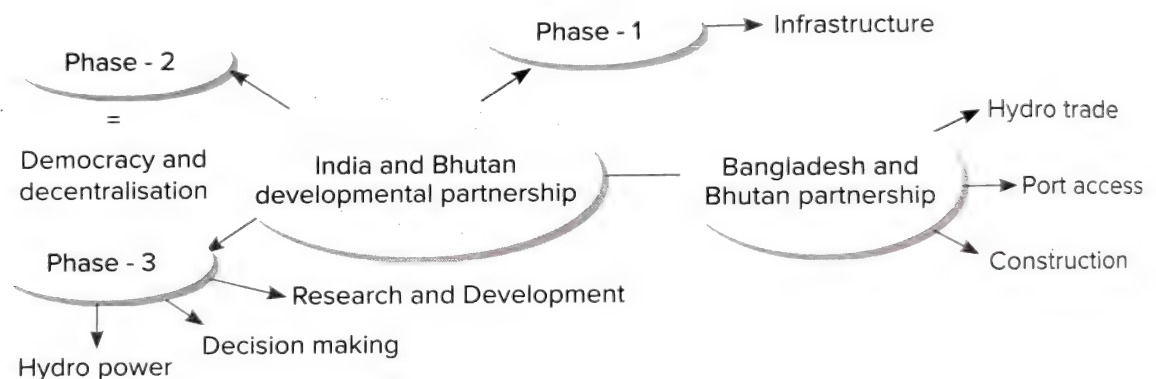 Phase - 1
Infrastructure
Phase - 2
=
Democracy and
decentralisation
India and Bhutan
developmental partnership
Bangladesh and
Bhutan partnership
Hydro trade
Port access
Construction
Phase - 3
Research and Development
Decision making
Hydro power